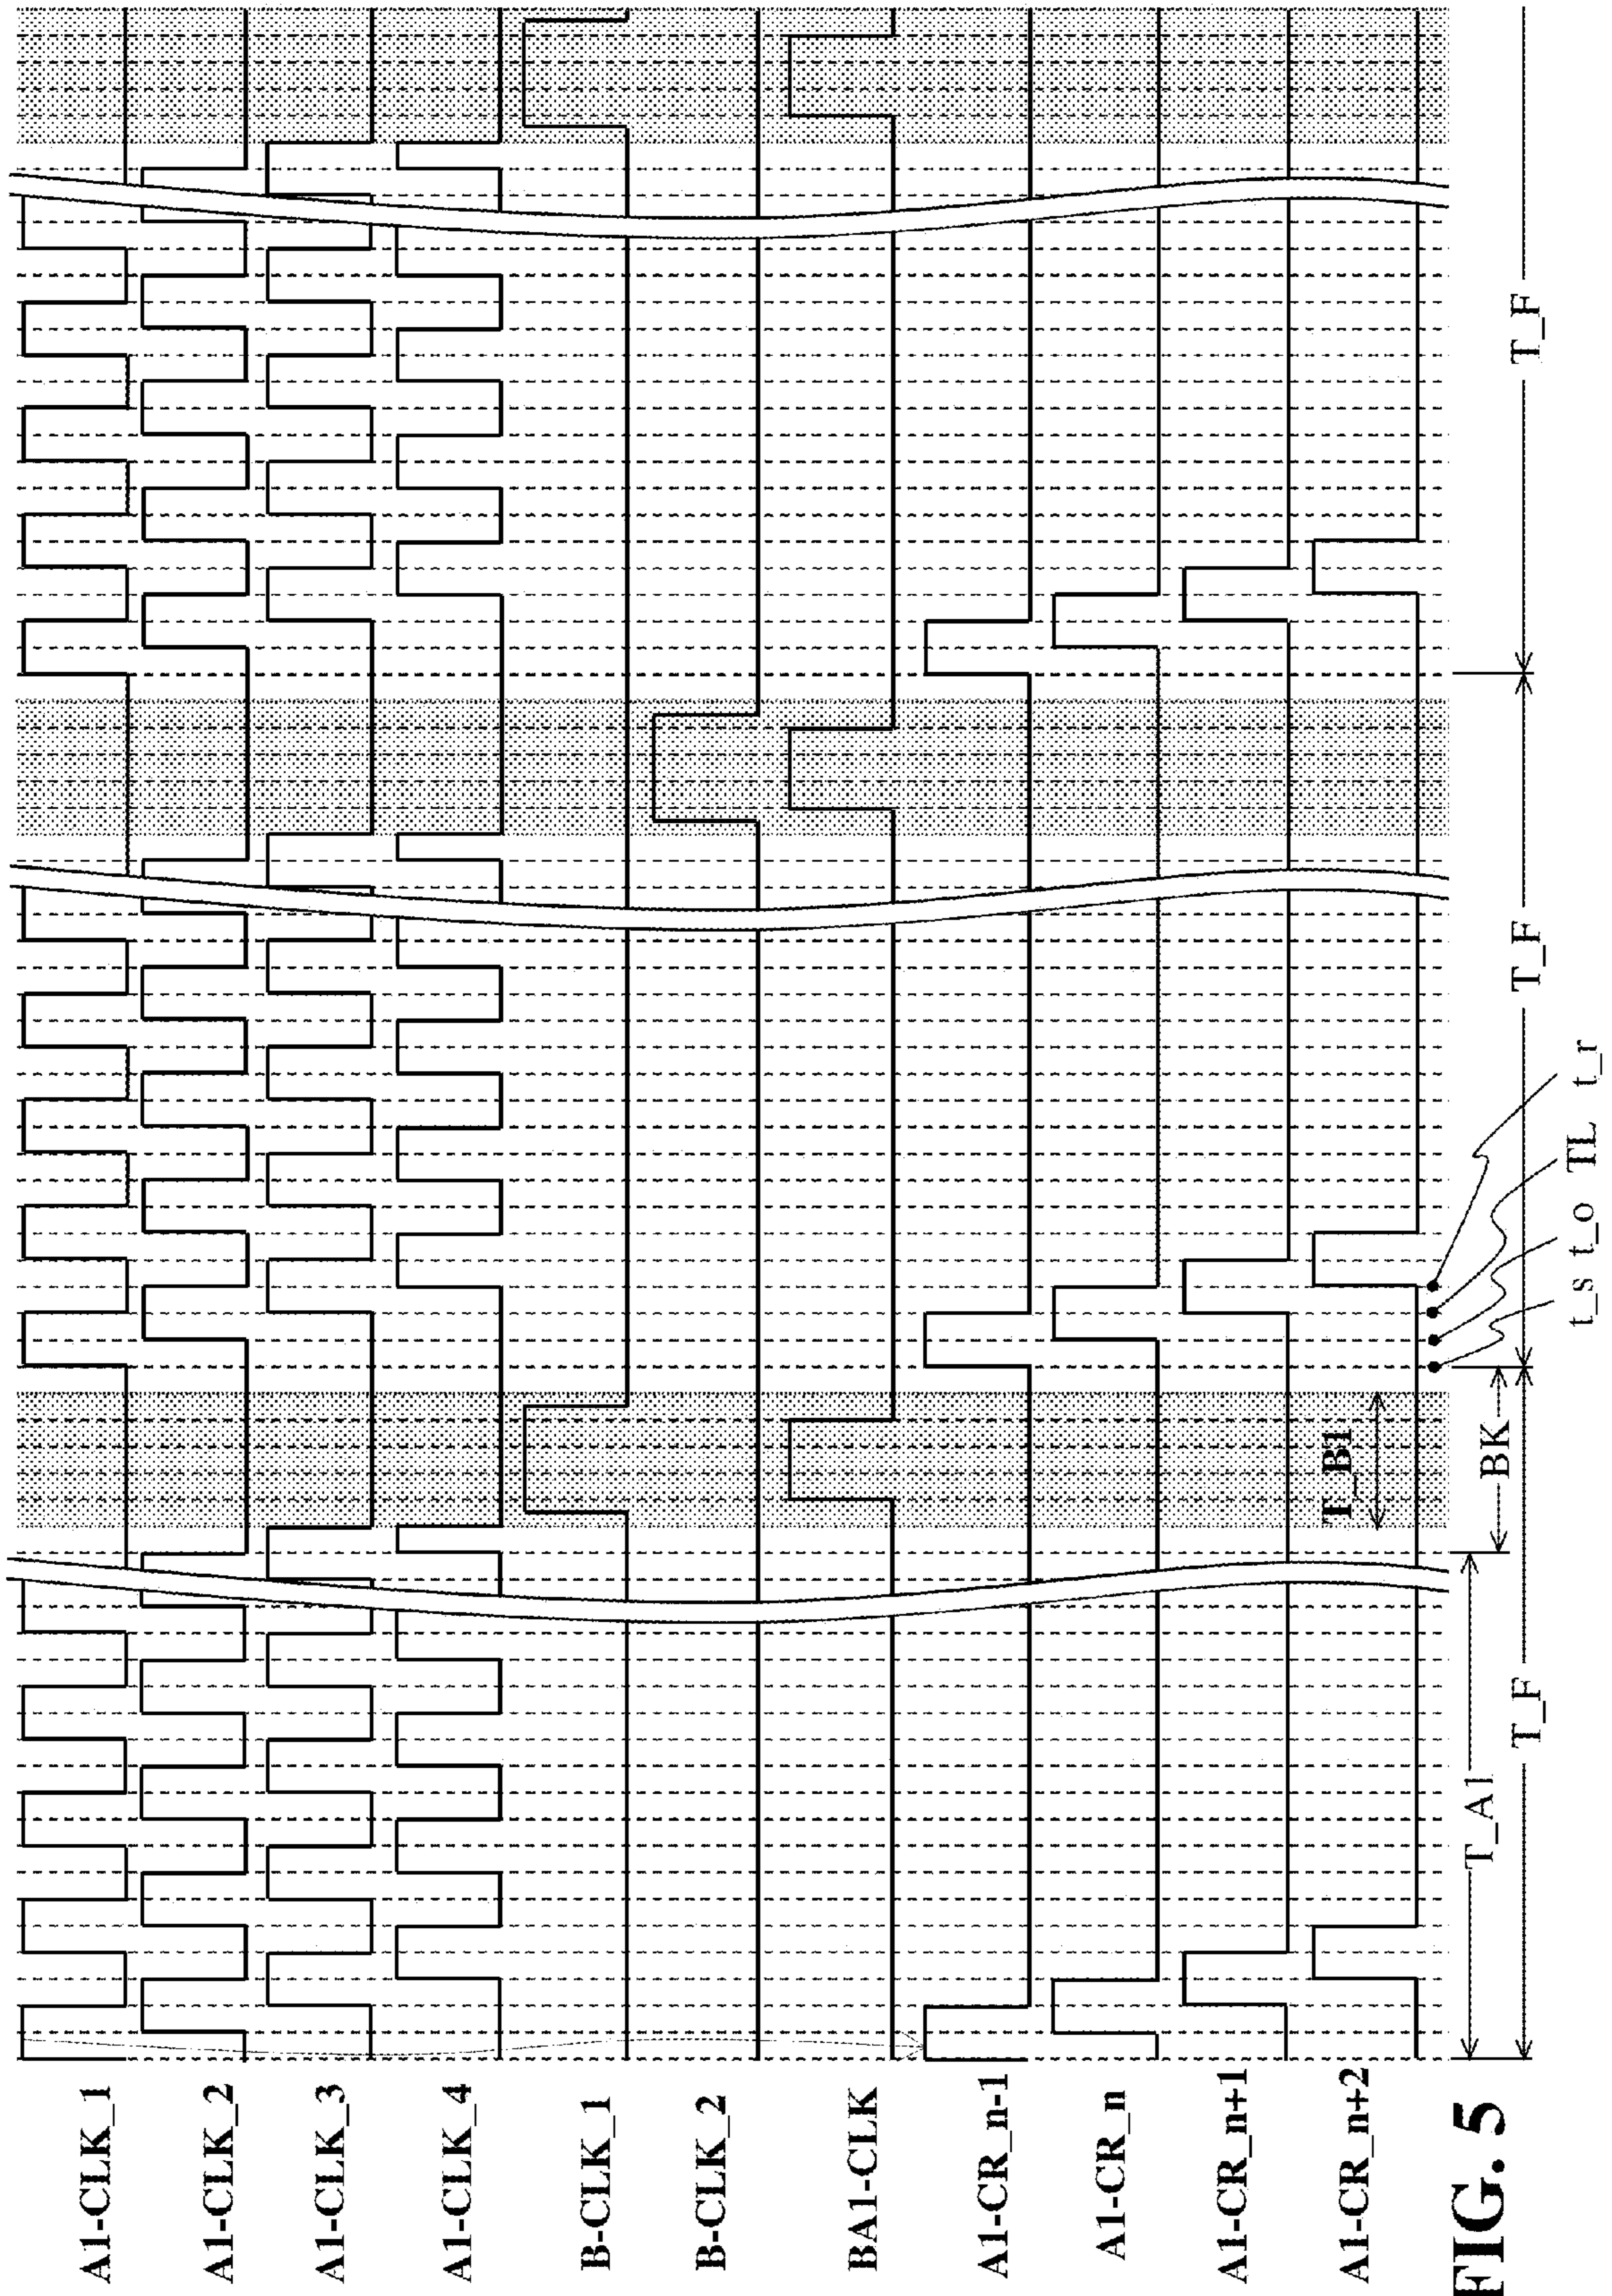 A1-CLK_1
A1-CLK_2
A1-CLK_3
A1-CLK_4
B-CLK_1
B-CLK_2
BA1-CLK
A1-CR_n-1
A1-CR_n
A1-CR_n+1
A1-CR_n+2
T_B1
T_A1
BK
T_F
T_F
T_F
t_s t_o TL t_r
FIG. 5